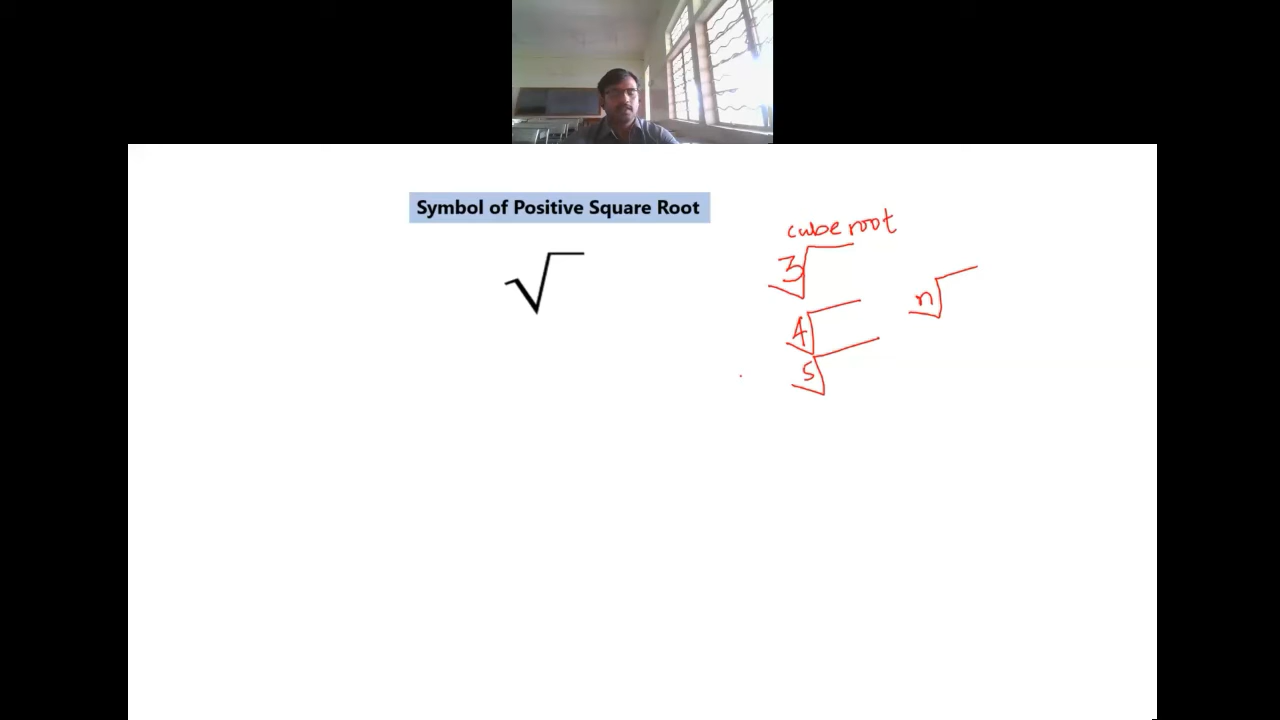 Symbol of Positive Square Root
√
cube root
3√
4√
n√
5√